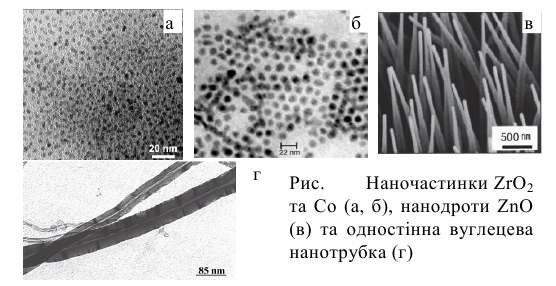 а
б
в
20 nm
22 nm
500 nm
г
85 nm
Рис. Наночастинки ZrO₂
та Co (а, б), нанодроти ZnO
(в) та одностінна вуглецева
нанотрубка (г)